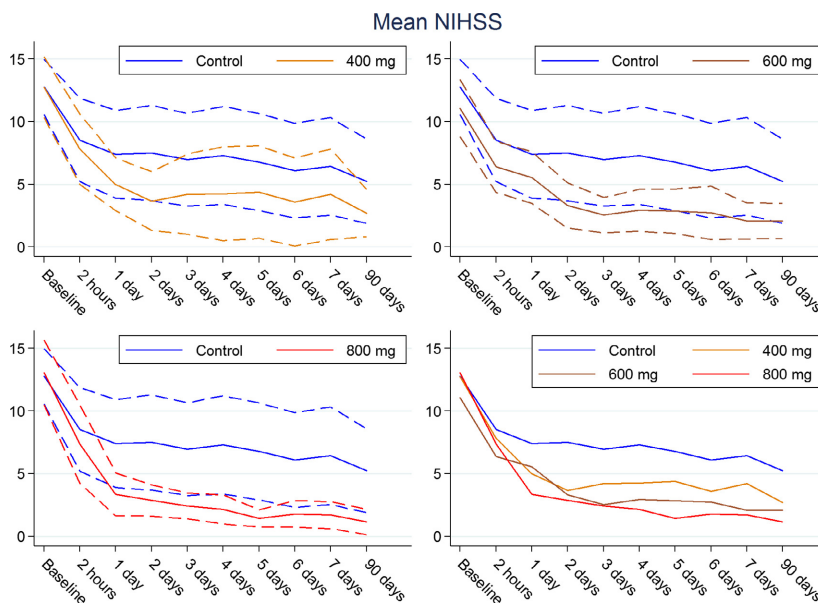 Mean NIHSS
Control 400 mg
15
10
5
0
Baseline
2 hours
1 day
2 days
3 days
4 days
5 days
6 days
7 days
90 days
Control 600 mg
15
10
5
0
Baseline
2 hours
1 day
2 days
3 days
4 days
5 days
6 days
7 days
90 days
Control 800 mg
15
10
5
0
Baseline
2 hours
1 day
2 days
3 days
4 days
5 days
6 days
7 days
90 days
Control 400 mg
600 mg 800 mg
15
10
5
0
Baseline
2 hours
1 day
2 days
3 days
4 days
5 days
6 days
7 days
90 days